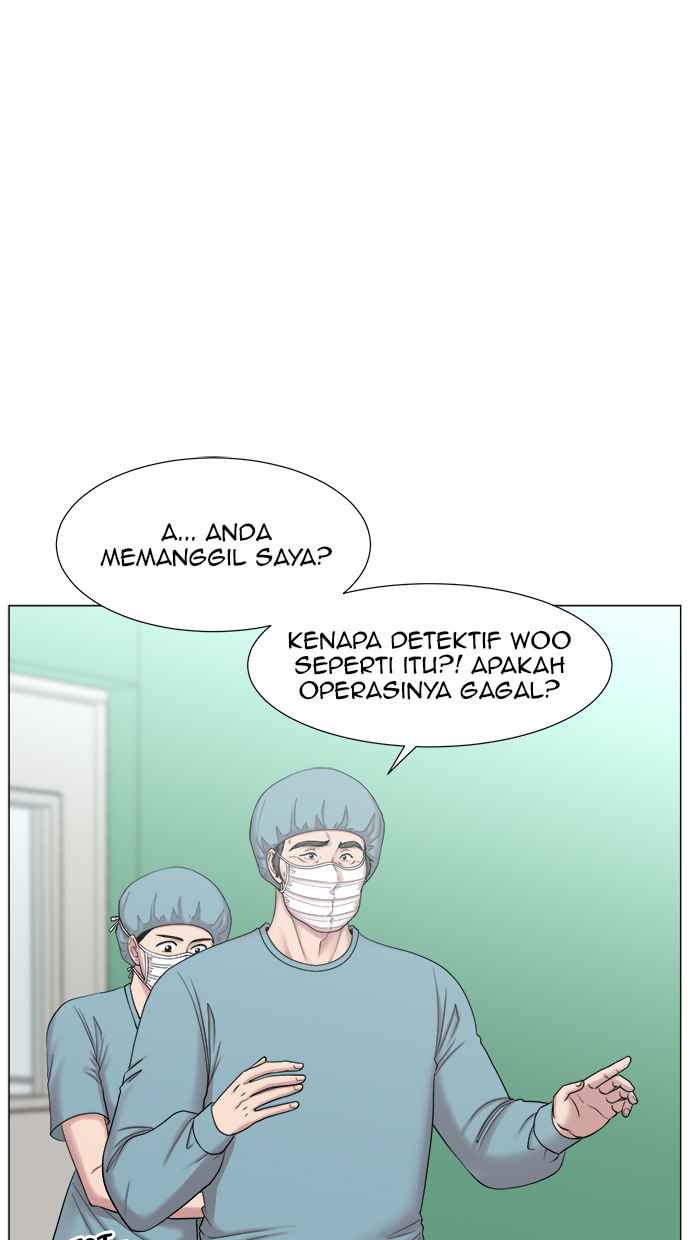 A... ANDA
MEMANGGIL SAYA?
KENAPA DETEKTIF WOO
SEPERTI ITU?! APAKAH
OPERASINYA GAGAL?